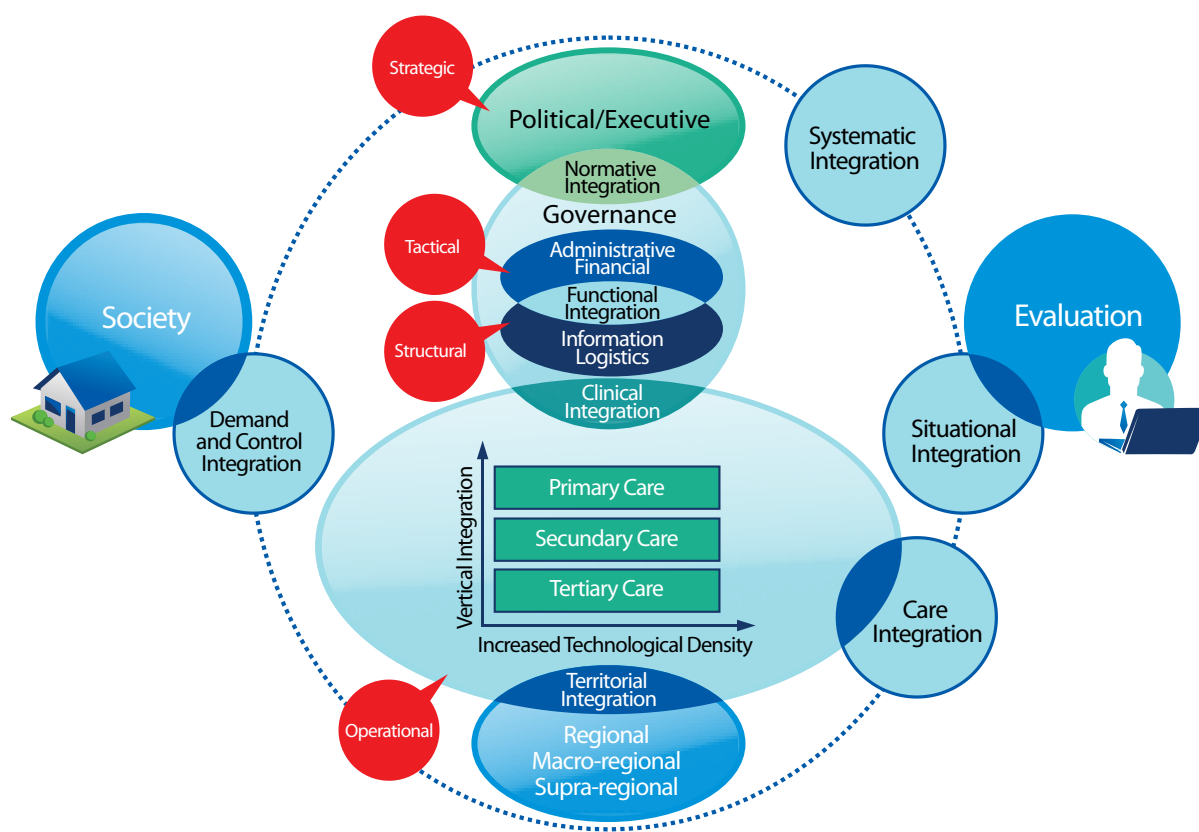 Strategic
Political/Executive
Normative
Integration
Systematic
Integration
Governance
Tactical
Administrative
Financial
Functional
Integration
Structural
Information
Logistics
Clinical
Integration
Society
Evaluation
Demand
and Control
Integration
Situational
Integration
Vertical Integration
Primary Care
Secundary Care
Tertiary Care
Increased Technological Density
Care
Integration
Territorial
Integration
Operational
Regional
Macro-regional
Supra-regional